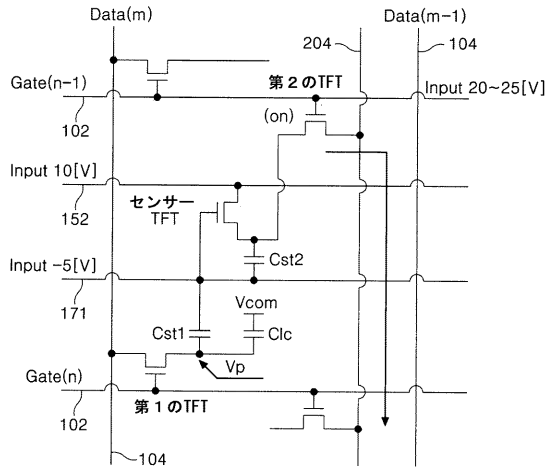 Data(m)
Data(m-1)
204
104
Gate(n-1)
第2のTFT
Input 20~25[V]
102
(on)
Input 10[V]
センサー
TFT
152
Input -5[V]
Cst2
171
Vcom
Cst1
Clc
Vp
Gate(n)
第1のTFT
102
104